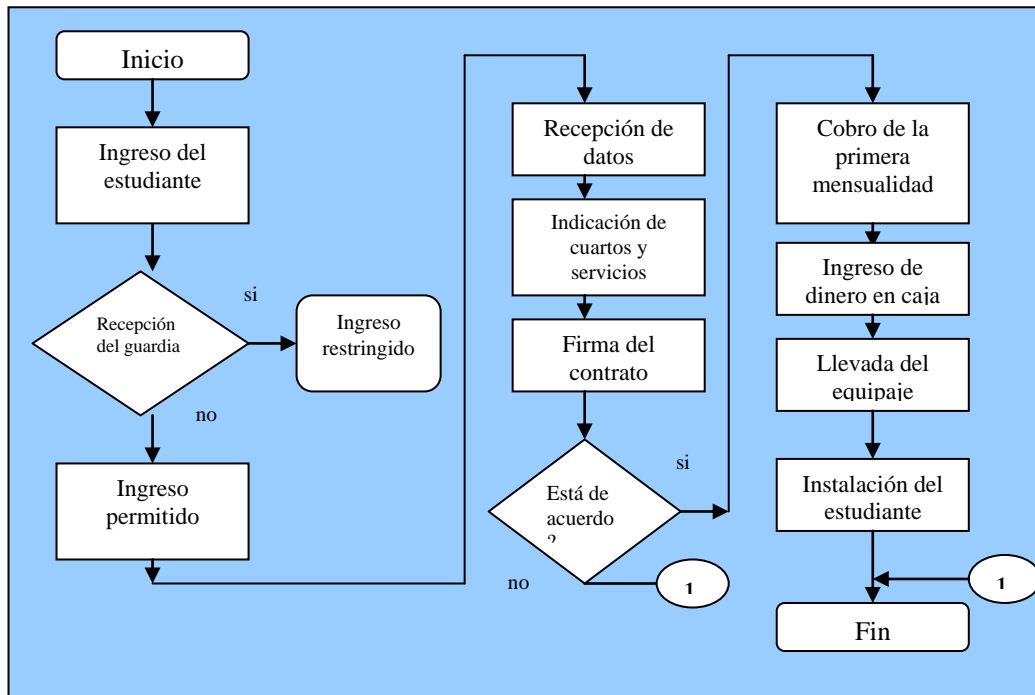 Inicio
Ingreso del
estudiante
Recepción
del guardia
si
Ingreso
restringido
no
Ingreso
permitido
Recepción de
datos
Indicación de
cuartos y
servicios
Firma del
contrato
Está de
acuerdo
?
si
no
1
Cobro de la
primera
mensualidad
Ingreso de
dinero en caja
Llevada del
equipaje
Instalación del
estudiante
1
Fin